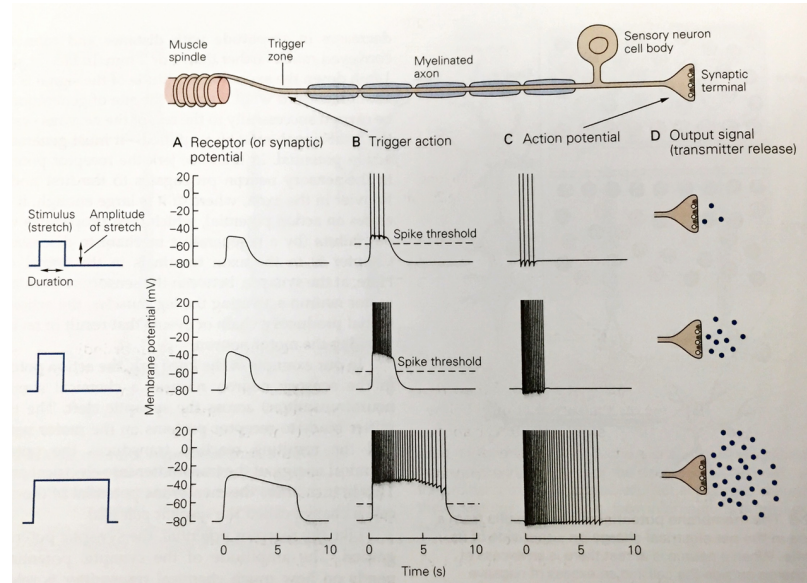 Muscle
spindle
Trigger
zone
Myelinated
axon
Sensory neuron
cell body
Synaptic
terminal
A Receptor (or synaptic)
potential
B Trigger action
C Action potential
D Output signal
(transmitter release)
Stimulus
(stretch)
Amplitude
of stretch
Duration
Membrane potential (mV)
20
0
−20
−40
−60
−80
Spike threshold
20
0
−20
−40
−60
−80
Spike threshold
20
0
−20
−40
−60
−80
0 5 10 0 5 10 0 5 10
Time (s)